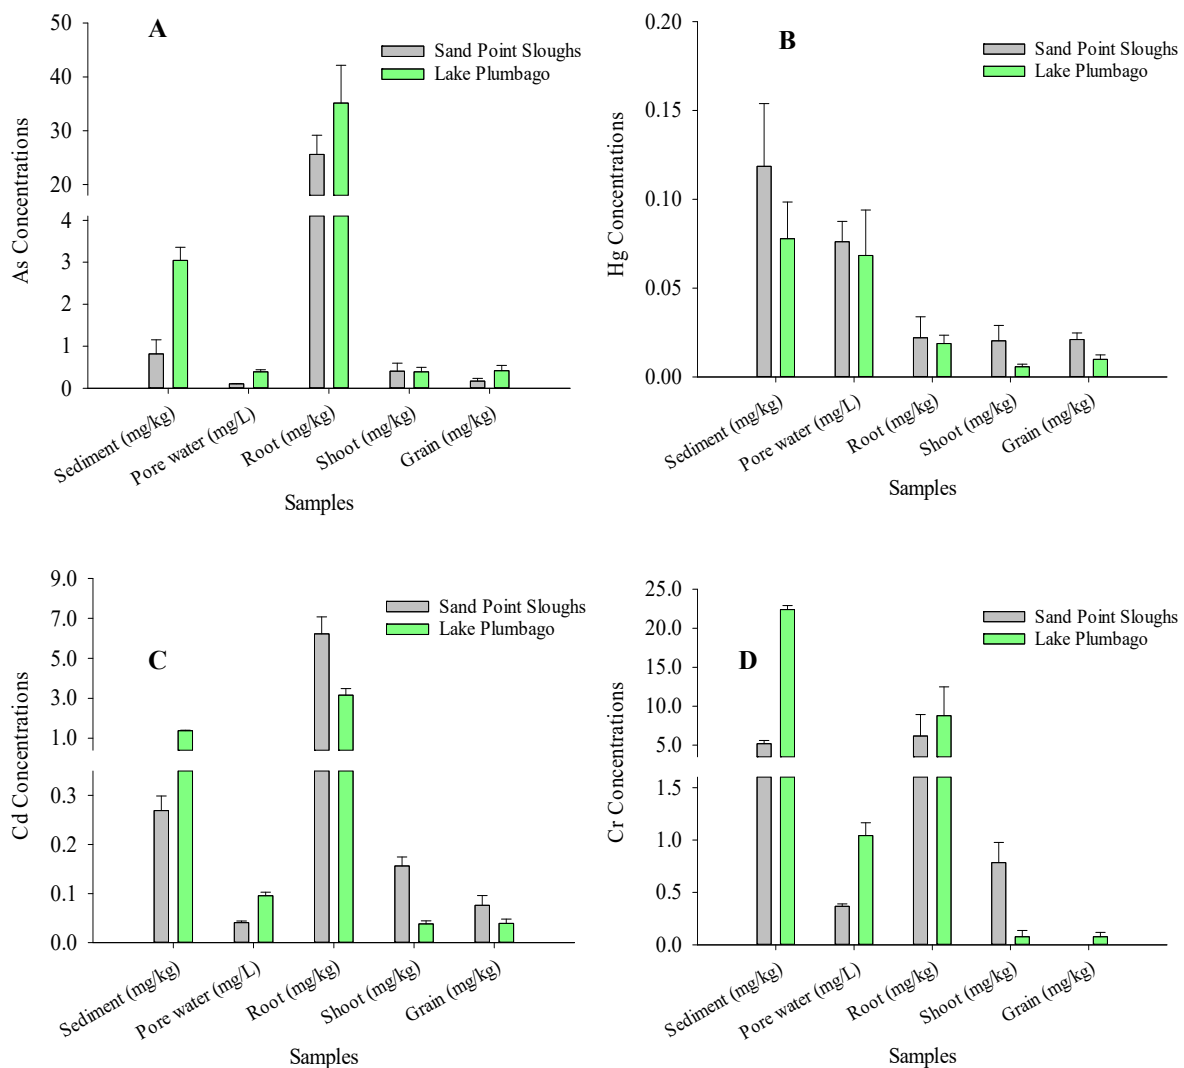 A
As Concentrations
50
40
30
20
4
3
2
1
0
Sand Point Sloughs
Lake Plumbago
Sediment (mg/kg)
Pore water (mg/L)
Root (mg/kg)
Shoot (mg/kg)
Grain (mg/kg)
Samples
B
Hg Concentrations
0.20
0.15
0.10
0.05
0.00
Sand Point Sloughs
Lake Plumbago
Sediment (mg/kg)
Pore water (mg/L)
Root (mg/kg)
Shoot (mg/kg)
Grain (mg/kg)
Samples
C
Cd Concentrations
9.0
7.0
5.0
3.0
1.0
0.3
0.2
0.1
0.0
Sand Point Sloughs
Lake Plumbago
Sediment (mg/kg)
Pore water (mg/L)
Root (mg/kg)
Shoot (mg/kg)
Grain (mg/kg)
Samples
D
Cr Concentrations
25.0
20.0
15.0
10.0
5.0
1.5
1.0
0.5
0.0
Sand Point Sloughs
Lake Plumbago
Sediment (mg/kg)
Pore water (mg/L)
Root (mg/kg)
Shoot (mg/kg)
Grain (mg/kg)
Samples